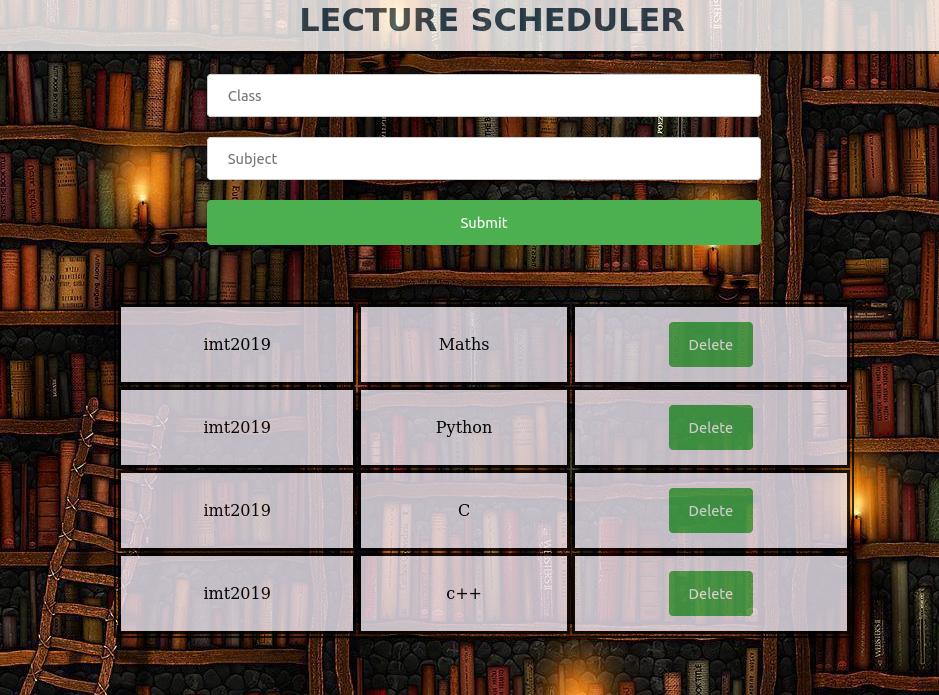 LECTURE SCHEDULER
Class
Subject
Submit
imt2019 Maths Delete
imt2019 Python Delete
imt2019 C Delete
imt2019 c++ Delete